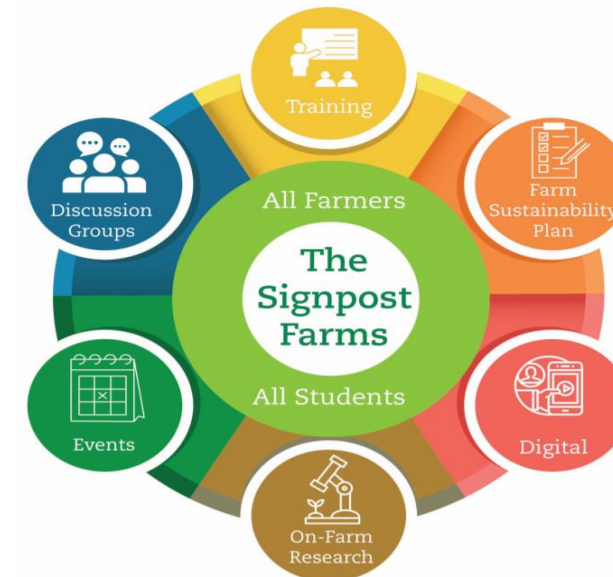 Training
Discussion
Groups
Farm
Sustainability
Plan
All Farmers
The
Signpost
Farms
All Students
Events
Digital
On-Farm
Research